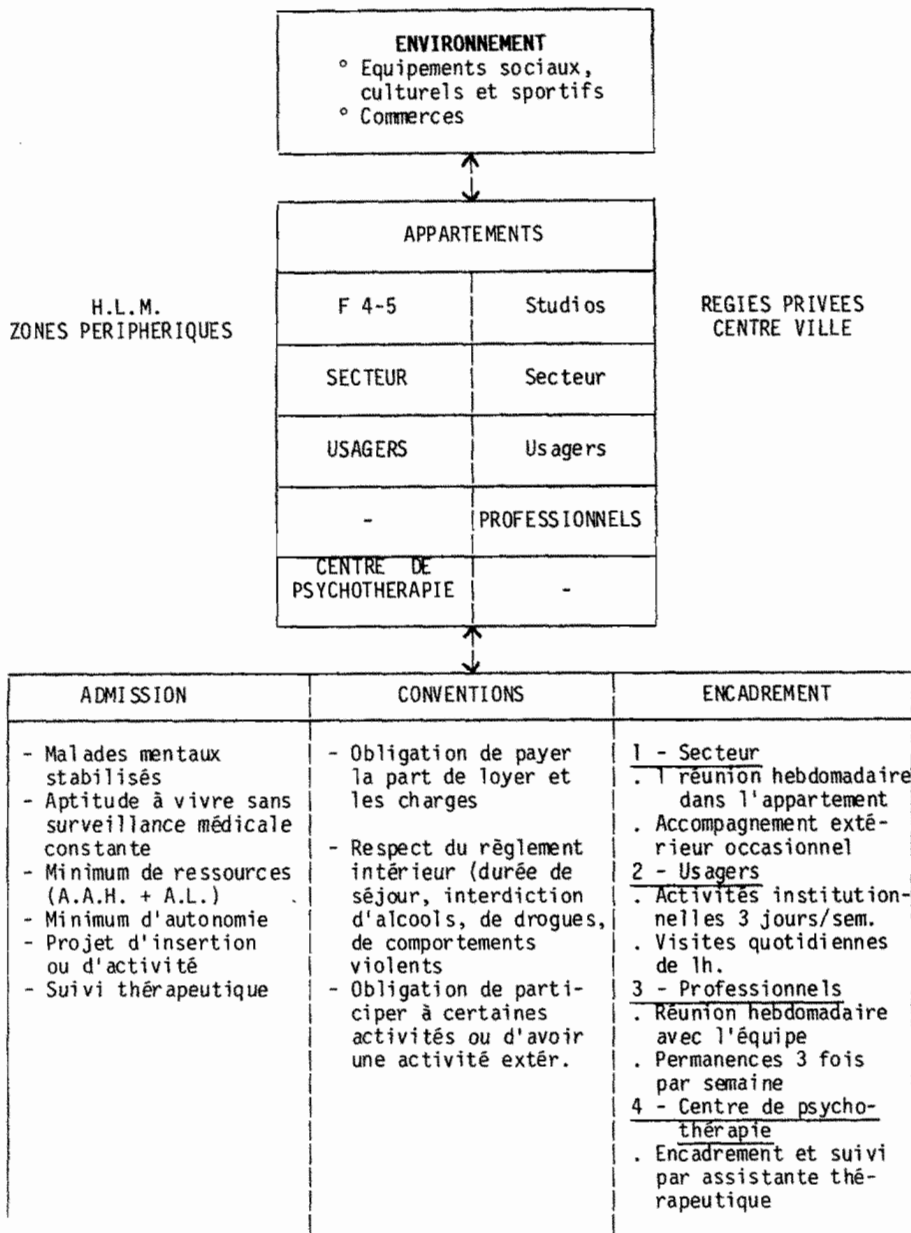 ENVIRONNEMENT
° Equipements sociaux,
culturels et sportifs
° Commerces
APPARTEMENTS
H.L.M.
ZONES PERIPHERIQUES
F 4-5
Studios
REGIES PRIVEES
CENTRE VILLE
SECTEUR
Secteur
USAGERS
Usagers
-
PROFESSIONNELS
CENTRE DE
PSYCHOTHERAPIE
-
ADMISSION
- Malades mentaux
stabilisés
- Aptitude à vivre sans
surveillance médicale
constante
- Minimum de ressources
(A.A.H. + A.L.)
- Minimum d'autonomie
- Projet d'insertion
ou d'activité
- Suivi thérapeutique
CONVENTIONS
- Obligation de payer
la part de loyer et
les charges
- Respect du règlement
intérieur (durée de
séjour, interdiction
d'alcools, de drogues,
de comportements
violents
- Obligation de parti-
ciper à certaines
activités ou d'avoir
une activité extér.
ENCADREMENT
1 - Secteur
. 1 réunion hebdomadaire
dans l'appartement
. Accompagnement exté-
rieur occasionnel
2 - Usagers
. Activités institution-
nelles 3 jours/sem.
. Visites quotidiennes
de 1h.
3 - Professionnels
. Réunion hebdomadaire
avec l'équipe
. Permanences 3 fois
par semaine
4 - Centre de psycho-
thérapie
. Encadrement et suivi
par assistante thé-
rapeutique